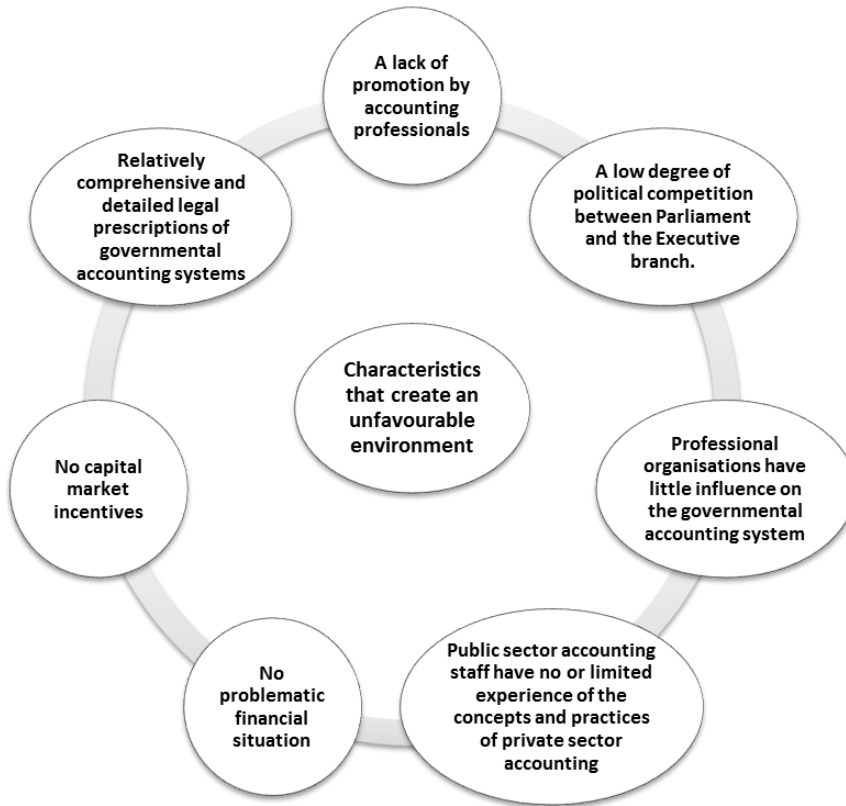 A lack of
promotion by
accounting
professionals
Relatively
comprehensive and
detailed legal
prescriptions of
governmental
accounting systems
A low degree of
political competition
between Parliament
and the Executive
branch.
Characteristics
that create an
unfavourable
environment
No capital
market
incentives
Professional
organisations have
little influence on
the governmental
accounting system
No
problematic
financial
situation
Public sector accounting
staff have no or limited
experience of the
concepts and practices
of private sector
accounting